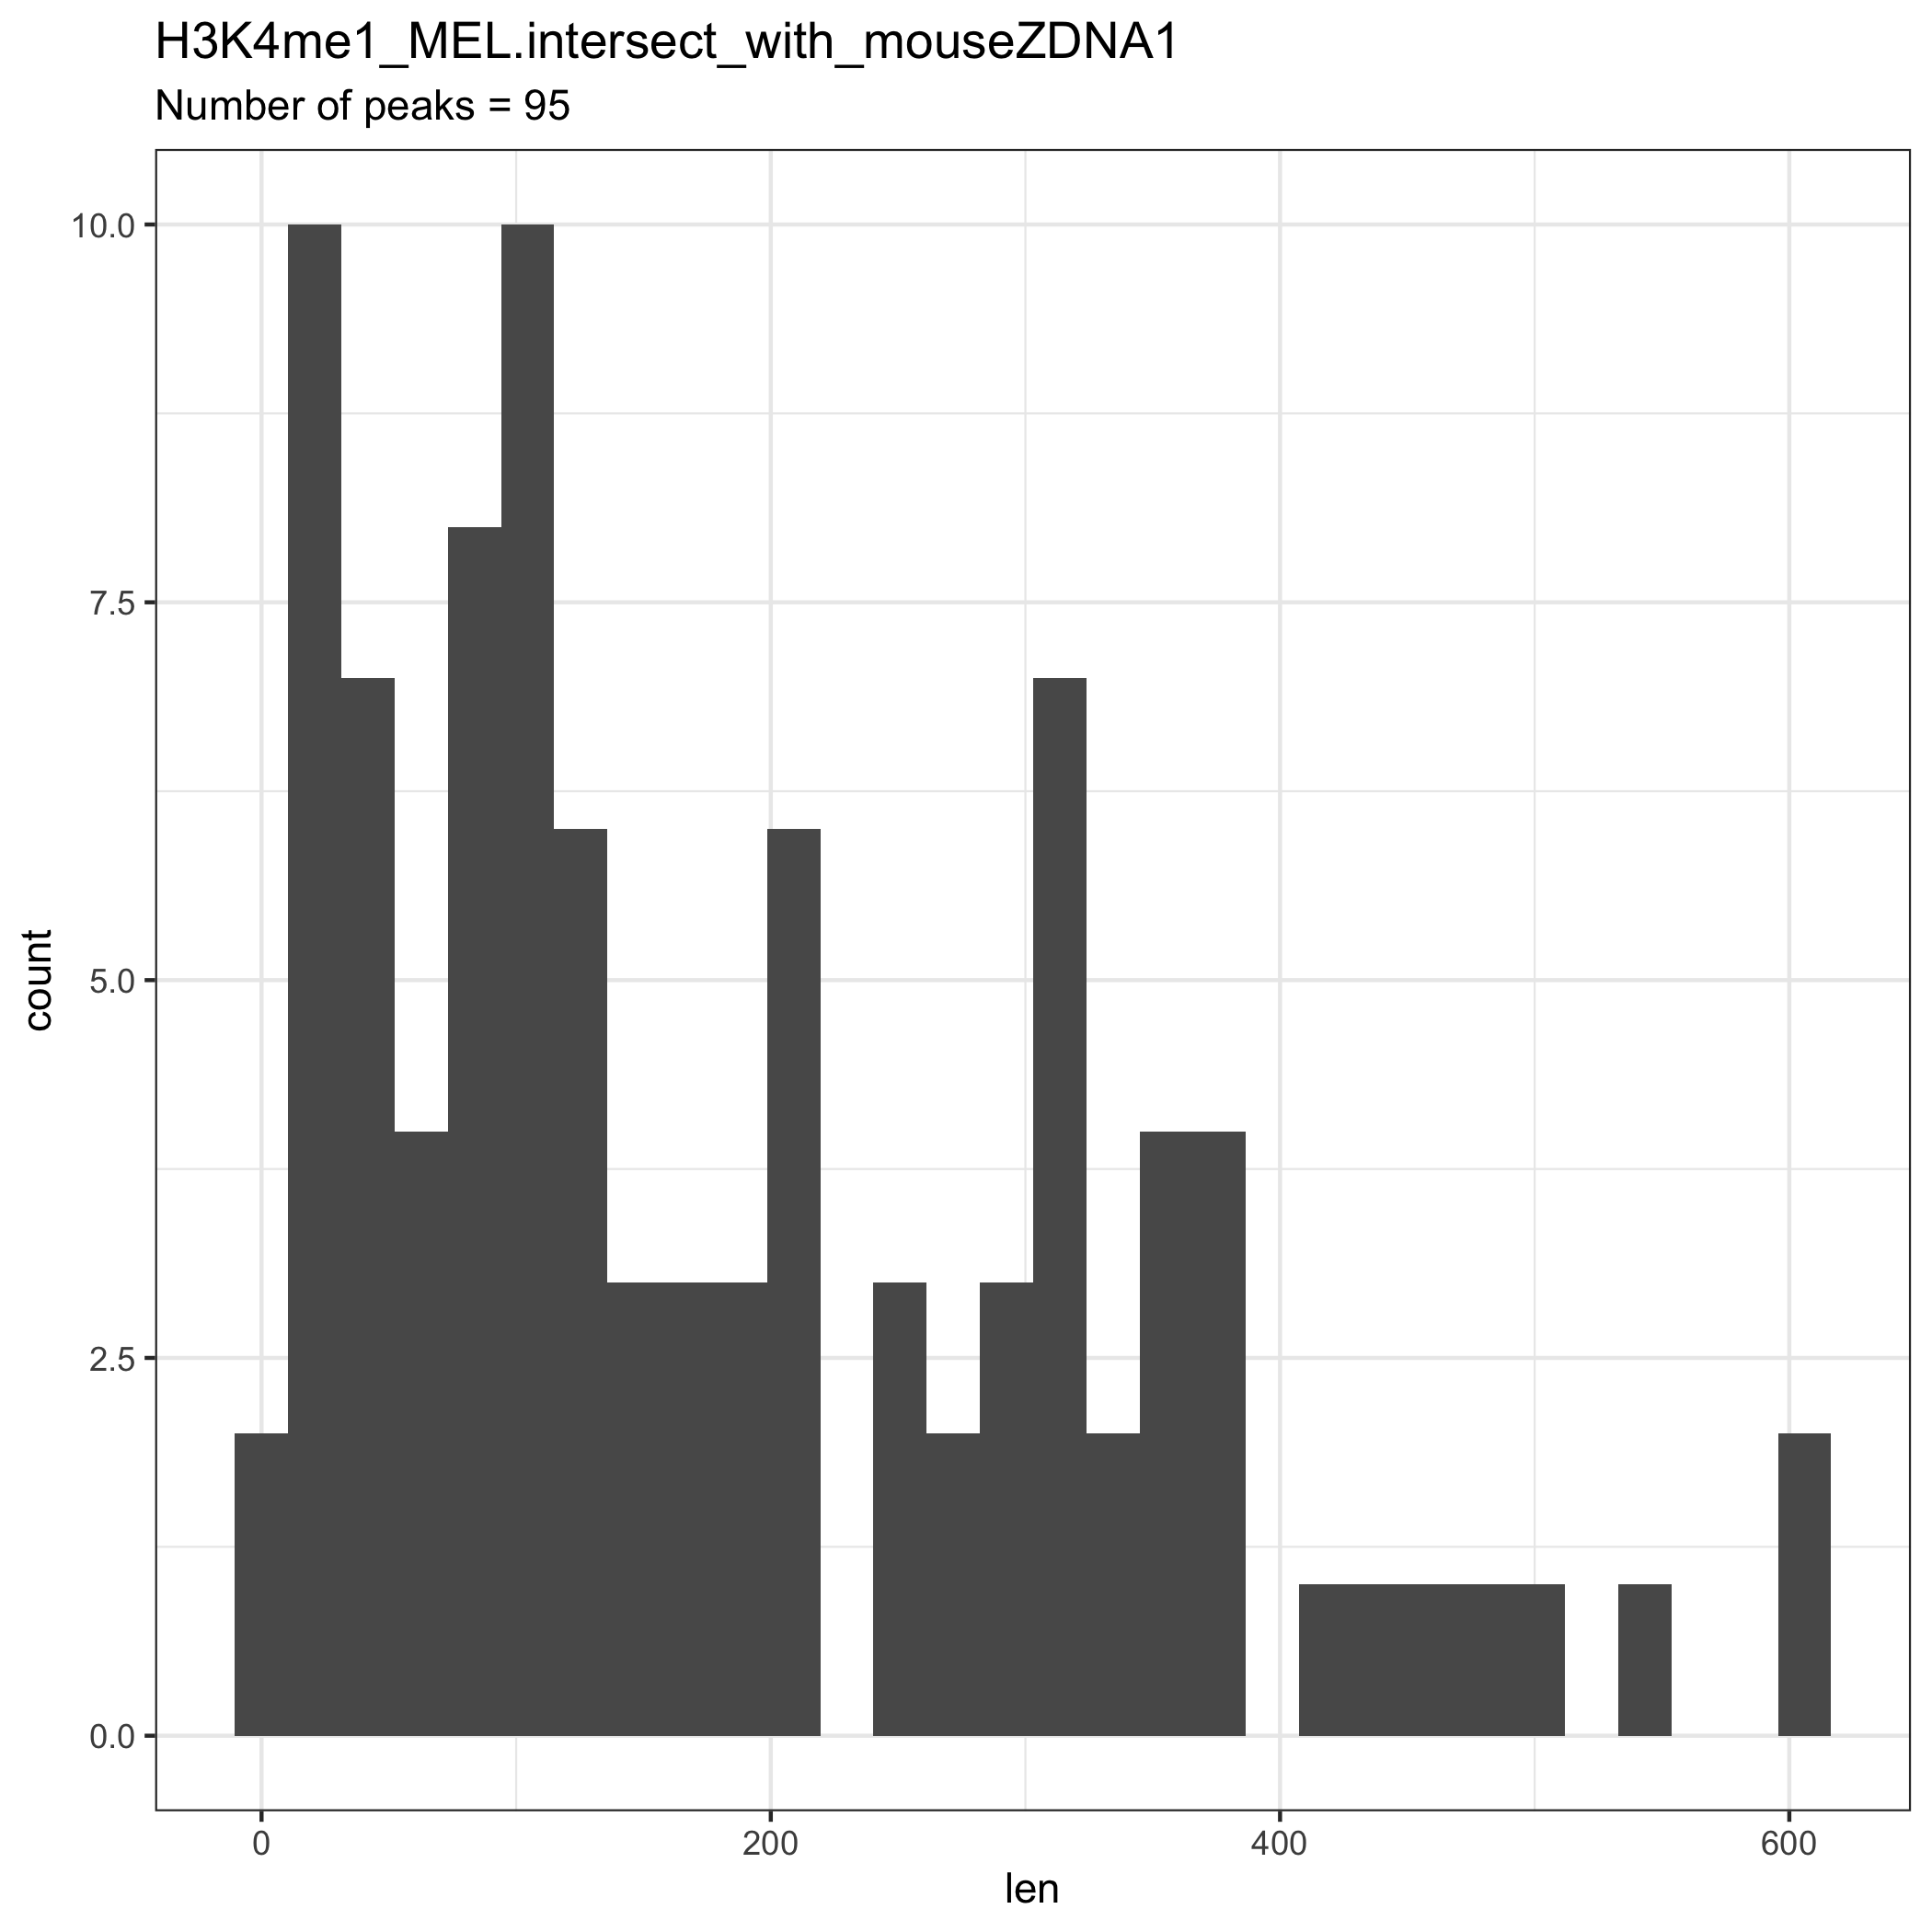 H3K4me1_MEL.intersect_with_mouseZDNA1
Number of peaks = 95
10.0
7.5
5.0
2.5
0.0
count
0 200 400 600
len